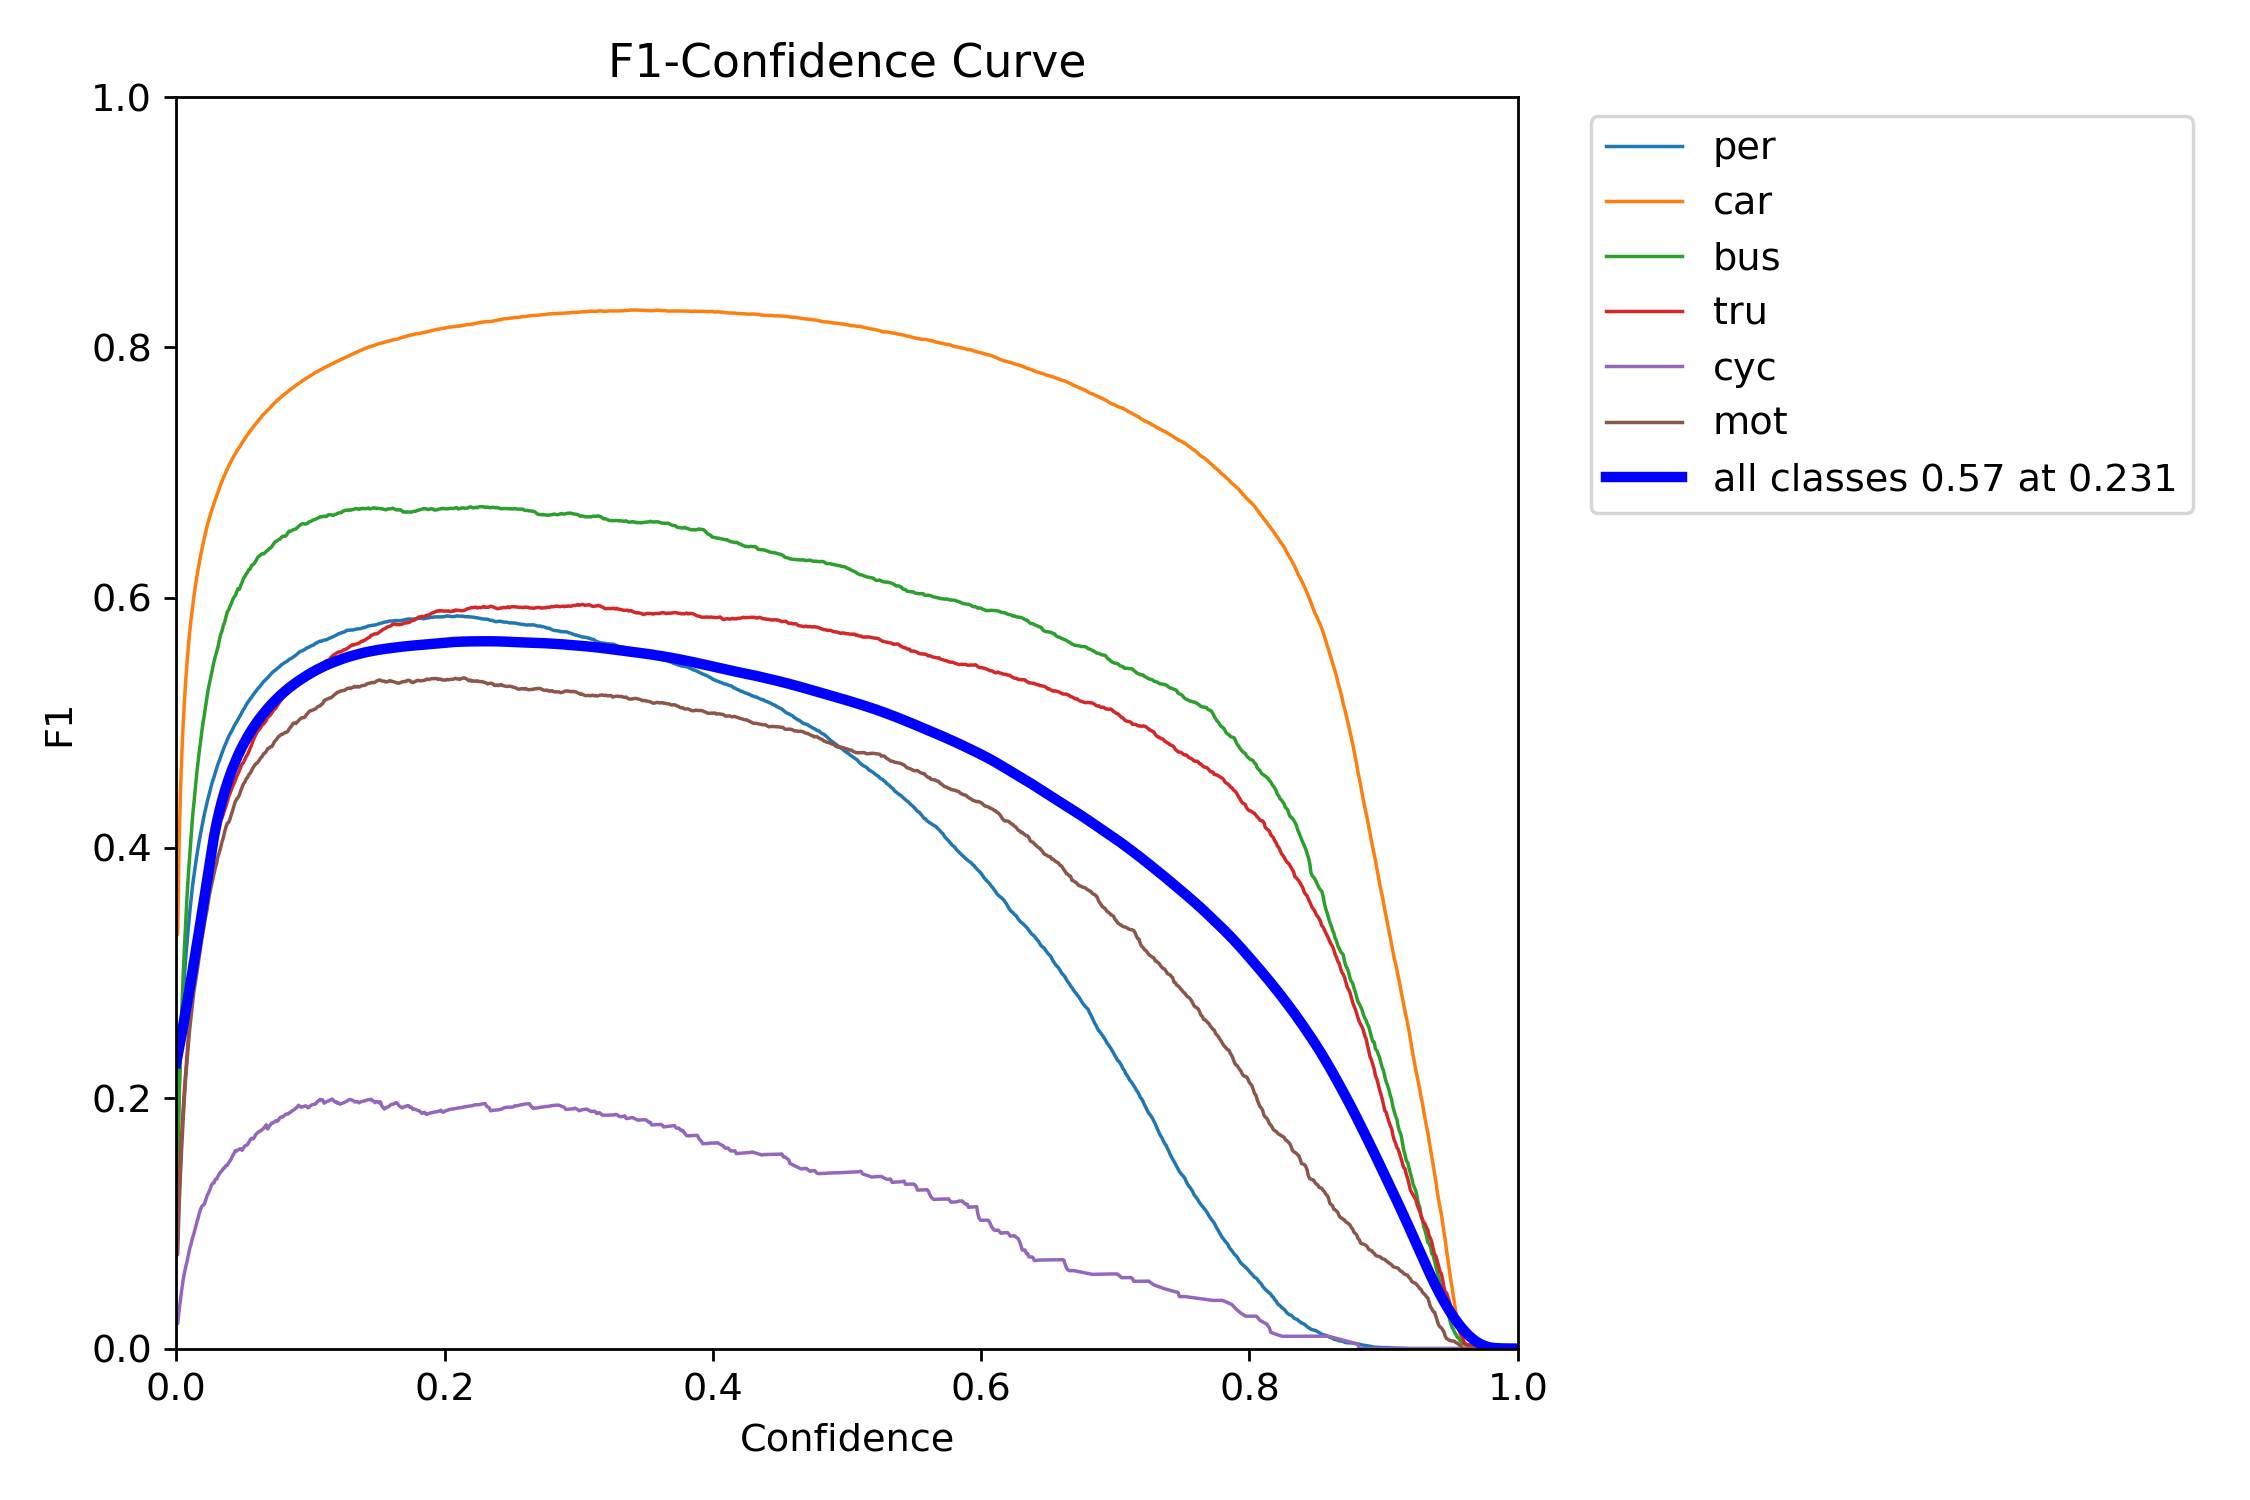 F1-Confidence Curve
1.0
0.8
0.6
0.4
0.2
0.0
F1
0.0 0.2 0.4 0.6 0.8 1.0
Confidence
per
car
bus
tru
cyc
mot
all classes 0.57 at 0.231